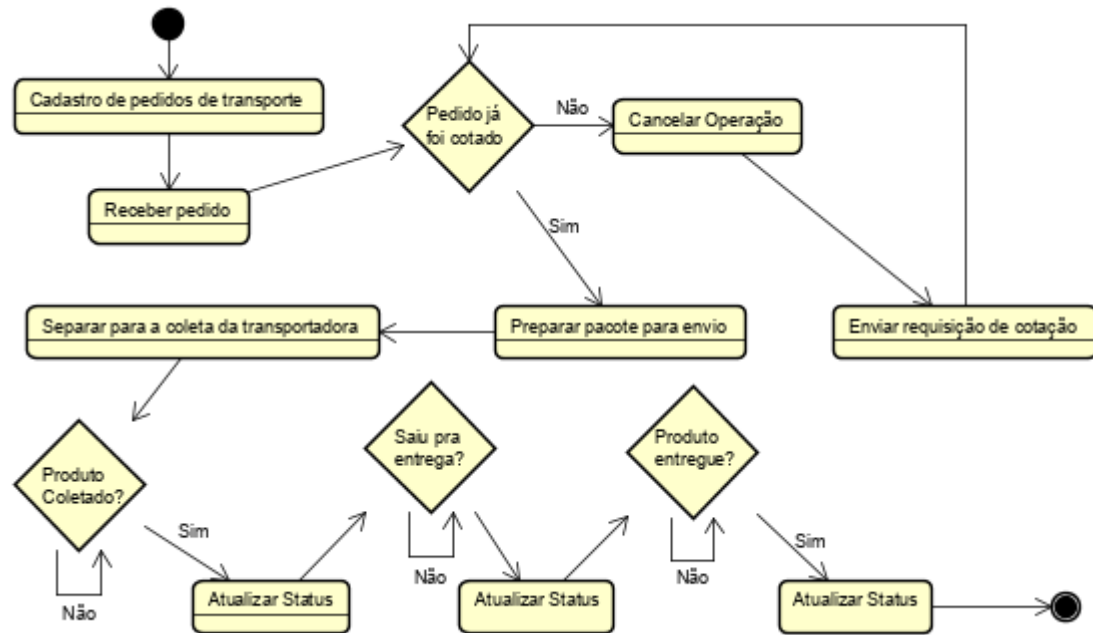 Cadastro de pedidos de transporte
Receber pedido
Pedido já
foi cotado
Não
Cancelar Operação
Sim
Separar para a coleta da transportadora
Preparar pacote para envio
Enviar requisição de cotação
Produto
Coletado?
Não
Sim
Atualizar Status
Saiu pra
entrega?
Não
Atualizar Status
Produto
entregue?
Não
Sim
Atualizar Status